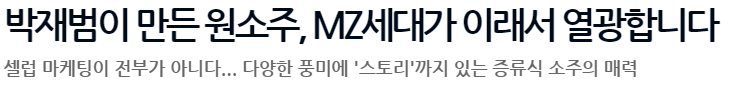 박재범이 만든 원소주, MZ세대가 이래서 열광합니다
셀럽 마케팅이 전부가 아니다... 다양한 풍미에 '스토리'까지 있는 증류식 소주의 매력